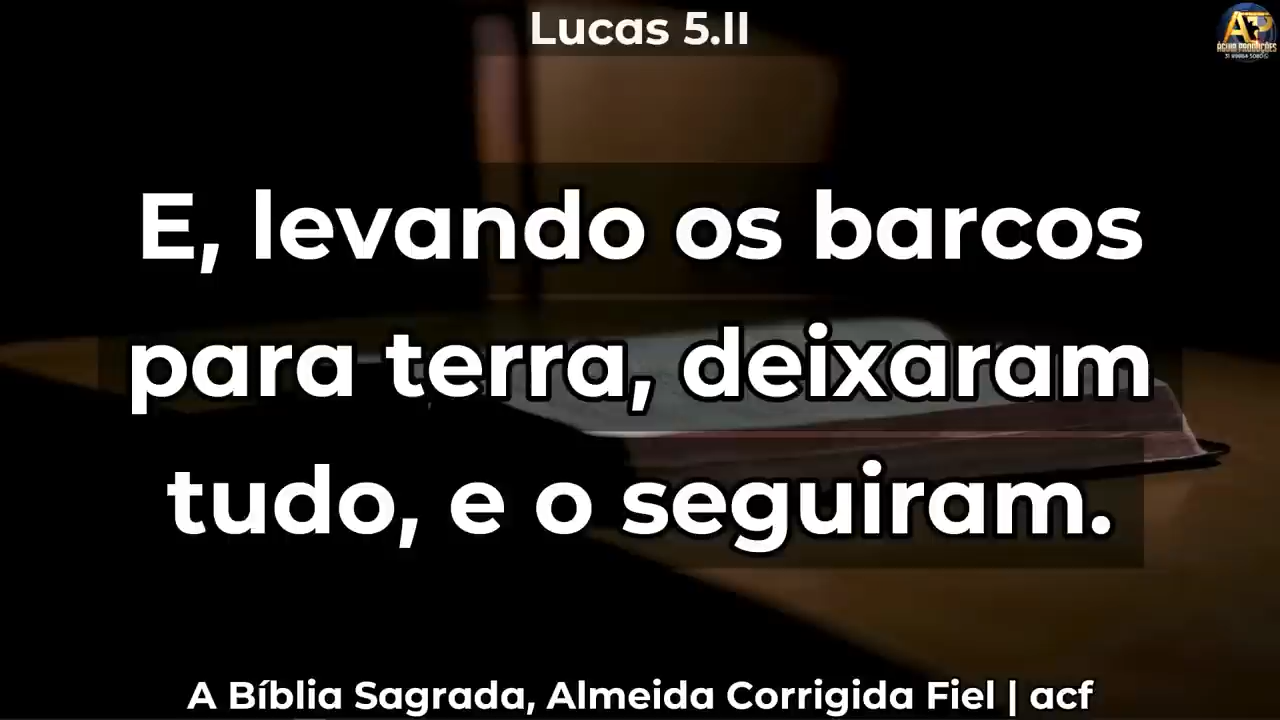 Lucas 5.11
E, levando os barcos
para terra, deixaram
tudo, e o seguiram.
A Bíblia Sagrada, Almeida Corrigida Fiel | acf